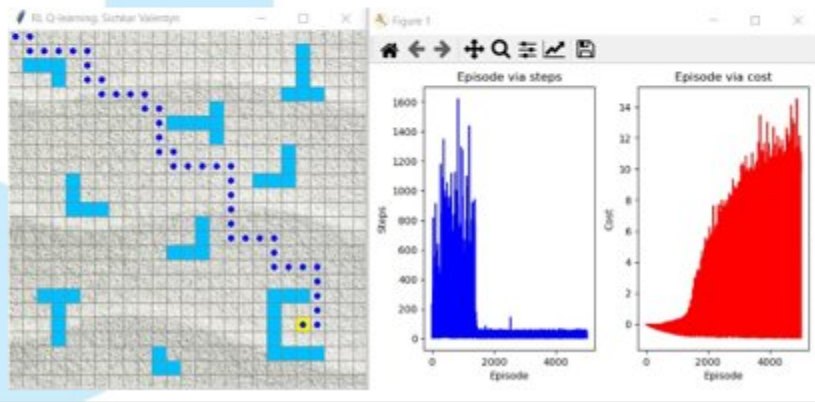 RL Q-learning. Sichkar Valentyn
Figure 1
Episode via steps
1600
1400
1200
1000
800
600
400
200
0
Steps
0
2000
4000
Episode
Episode via cost
14
12
10
8
6
4
2
0
Cost
0
2000
4000
Episode